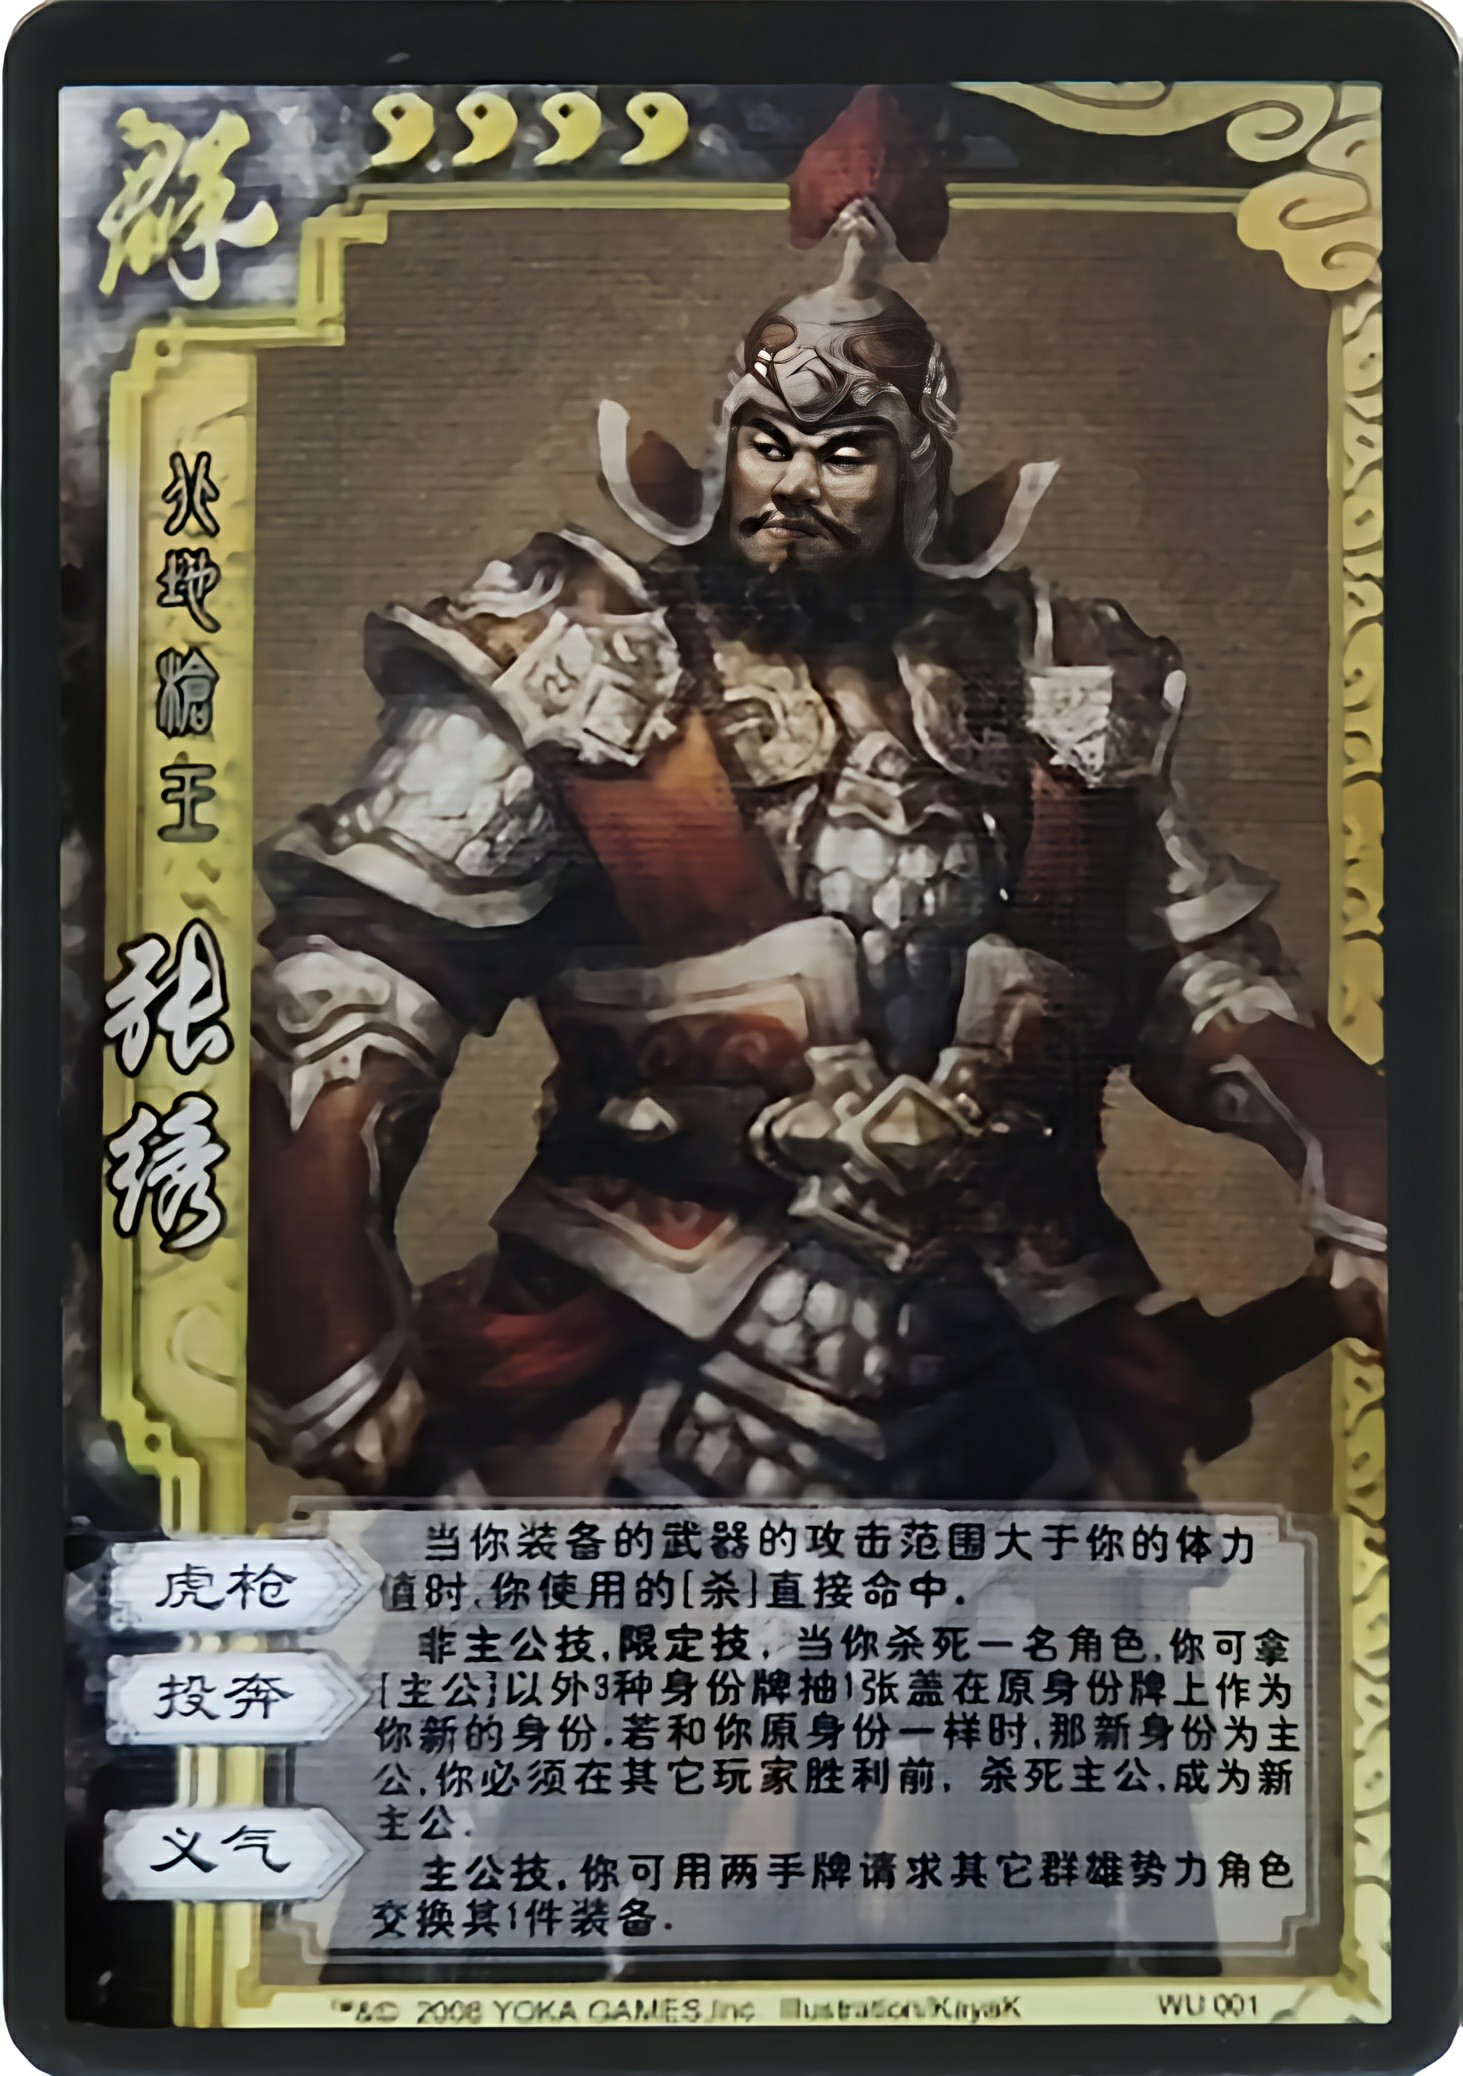 群
北地槍王
张绣
虎枪
当你装备的武器的攻击范围大于你的体力
值时,你使用的[杀]直接命中.
投奔
非主公技,限定技,当你杀死一名角色,你可拿
[主公]以外3种身份牌抽1张盖在原身份牌上作为
你新的身份.若和你原身份一样时,那新身份为主
公,你必须在其它玩家胜利前,杀死主公,成为新
主公.
义气
主公技,你可用两手牌请求其它群雄势力角色
交换其1件装备.
™&© 2008 YOKA GAMES,Inc. Illustration/KayaK
WU 001